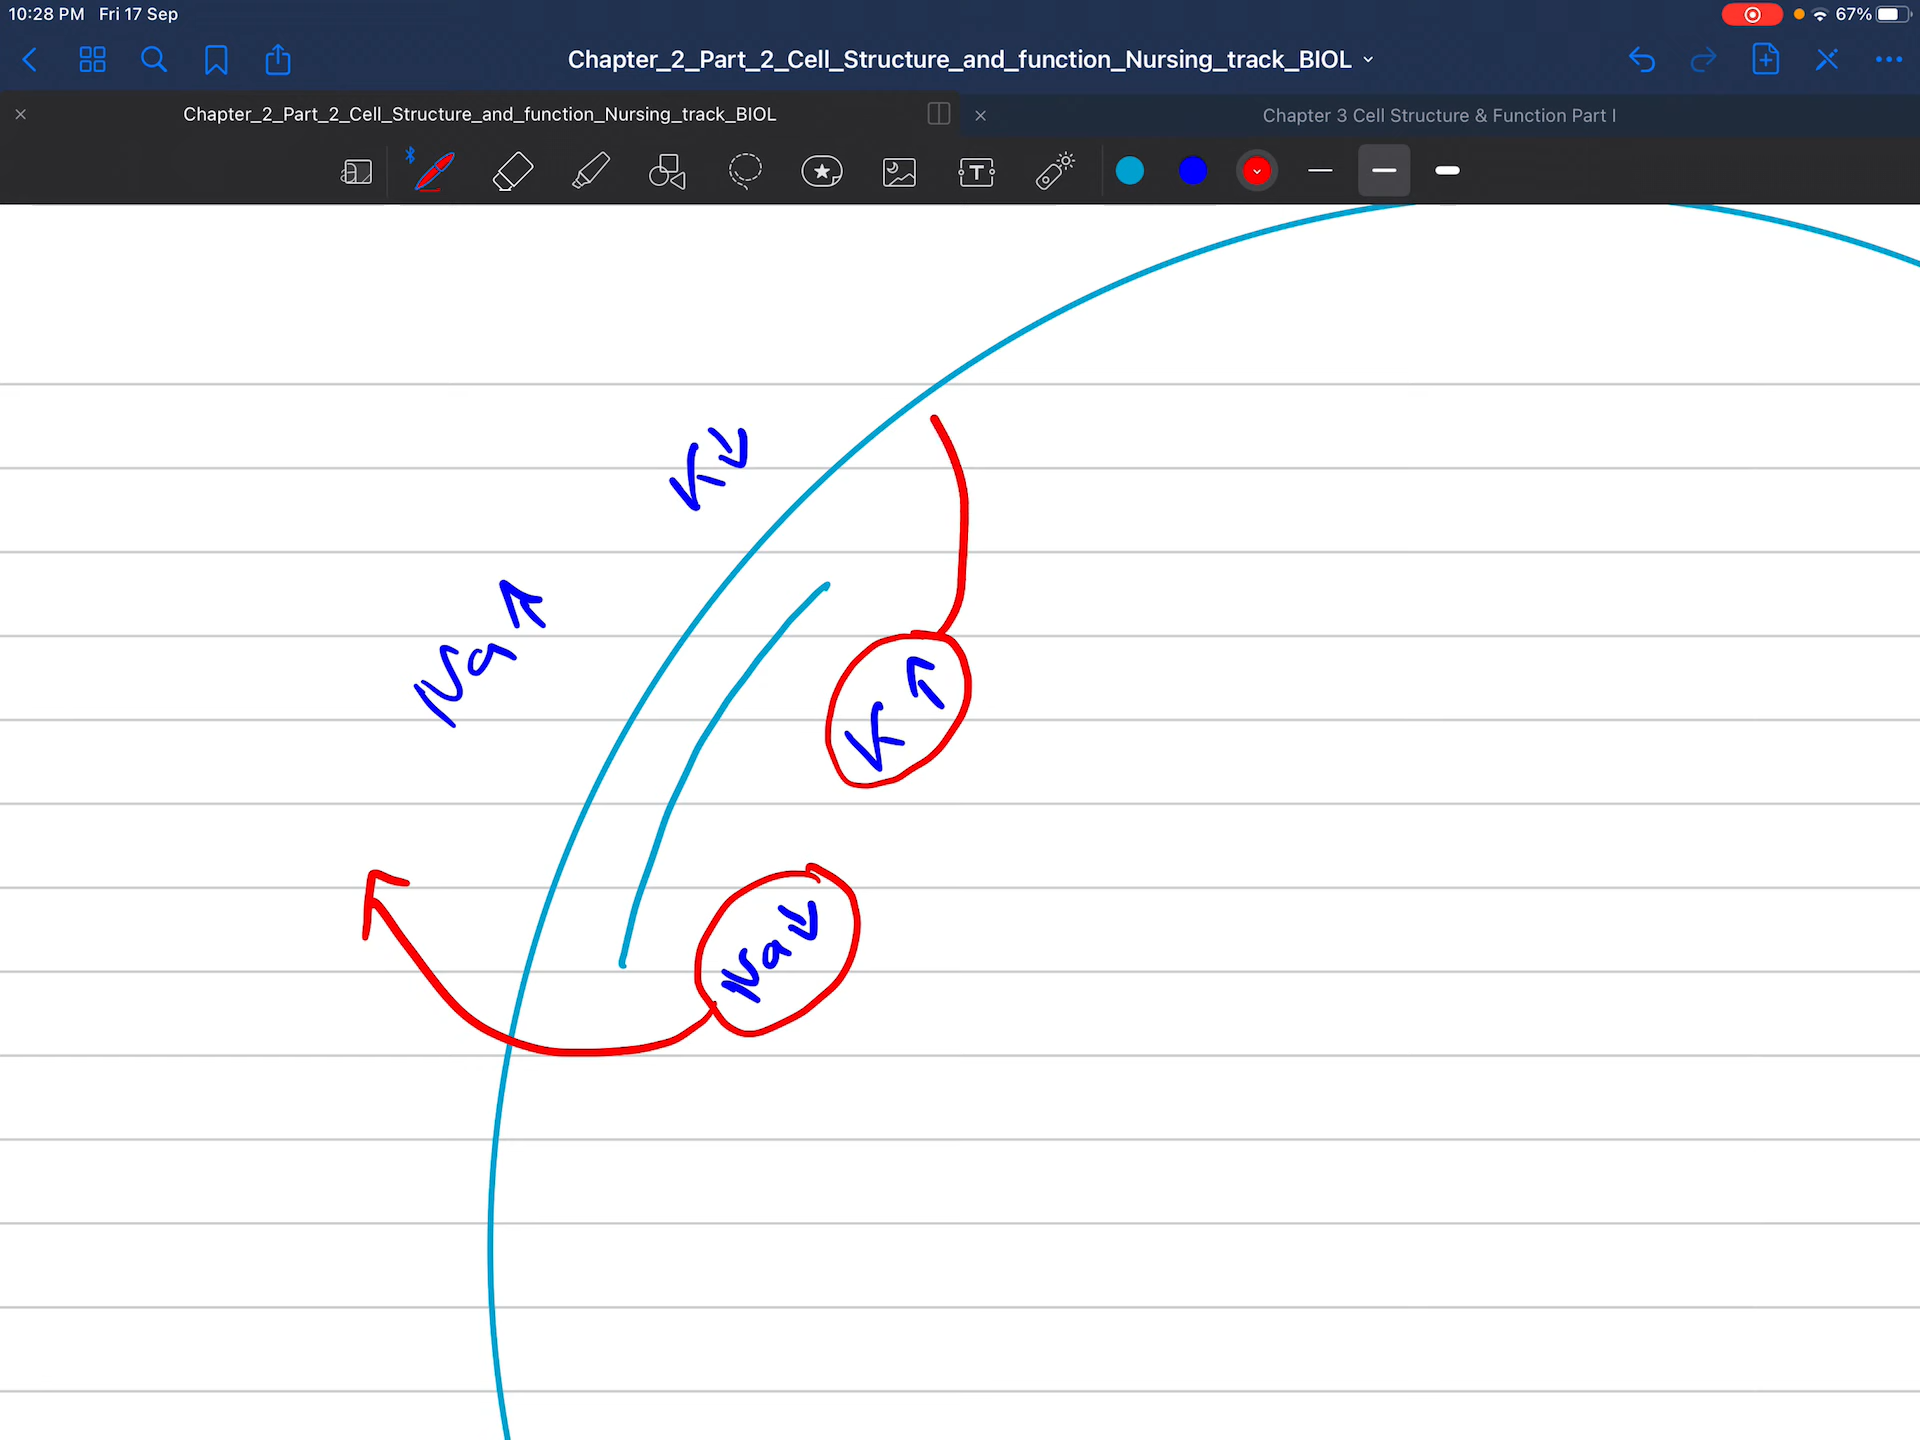 10:28 PM Fri 17 Sep
67%
Chapter_2_Part_2_Cell_Structure_and_function_Nursing_track_BIOL
Chapter_2_Part_2_Cell_Structure_and_function_Nursing_track_BIOL
Chapter 3 Cell Structure & Function Part I
T
K↓
Na↑
K↑
Na↓